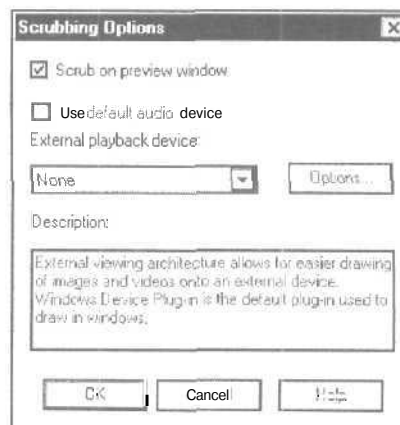 Scrubbing Options
Scrub on preview window
Use default audio device
External playback device:
None
Options...
Description:
External viewing architecture allows for easier drawing
of images and videos onto an external device.
Windows Device Plug-in is the default plug-in used to
draw in windows.
OK
Cancel
Help